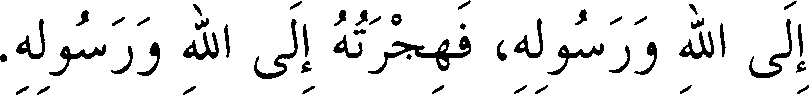 إِلَى اللهِ وَرَسُولِهِ، فَهِجْرَتُهُ إِلَى اللهِ وَرَسُولِهِ.